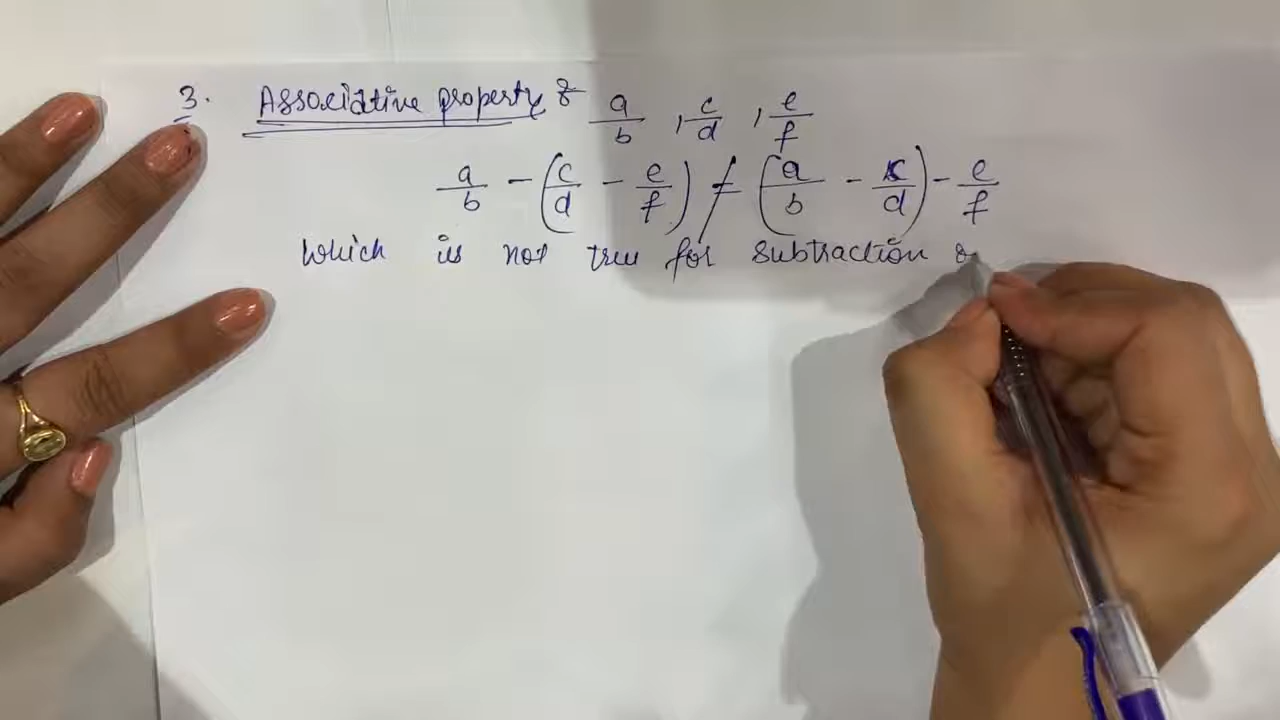 3. Associative property : a/b , c/d , e/f
a/b - (c/d - e/f) ≠ (a/b - c/d) - e/f
which is not true for subtraction